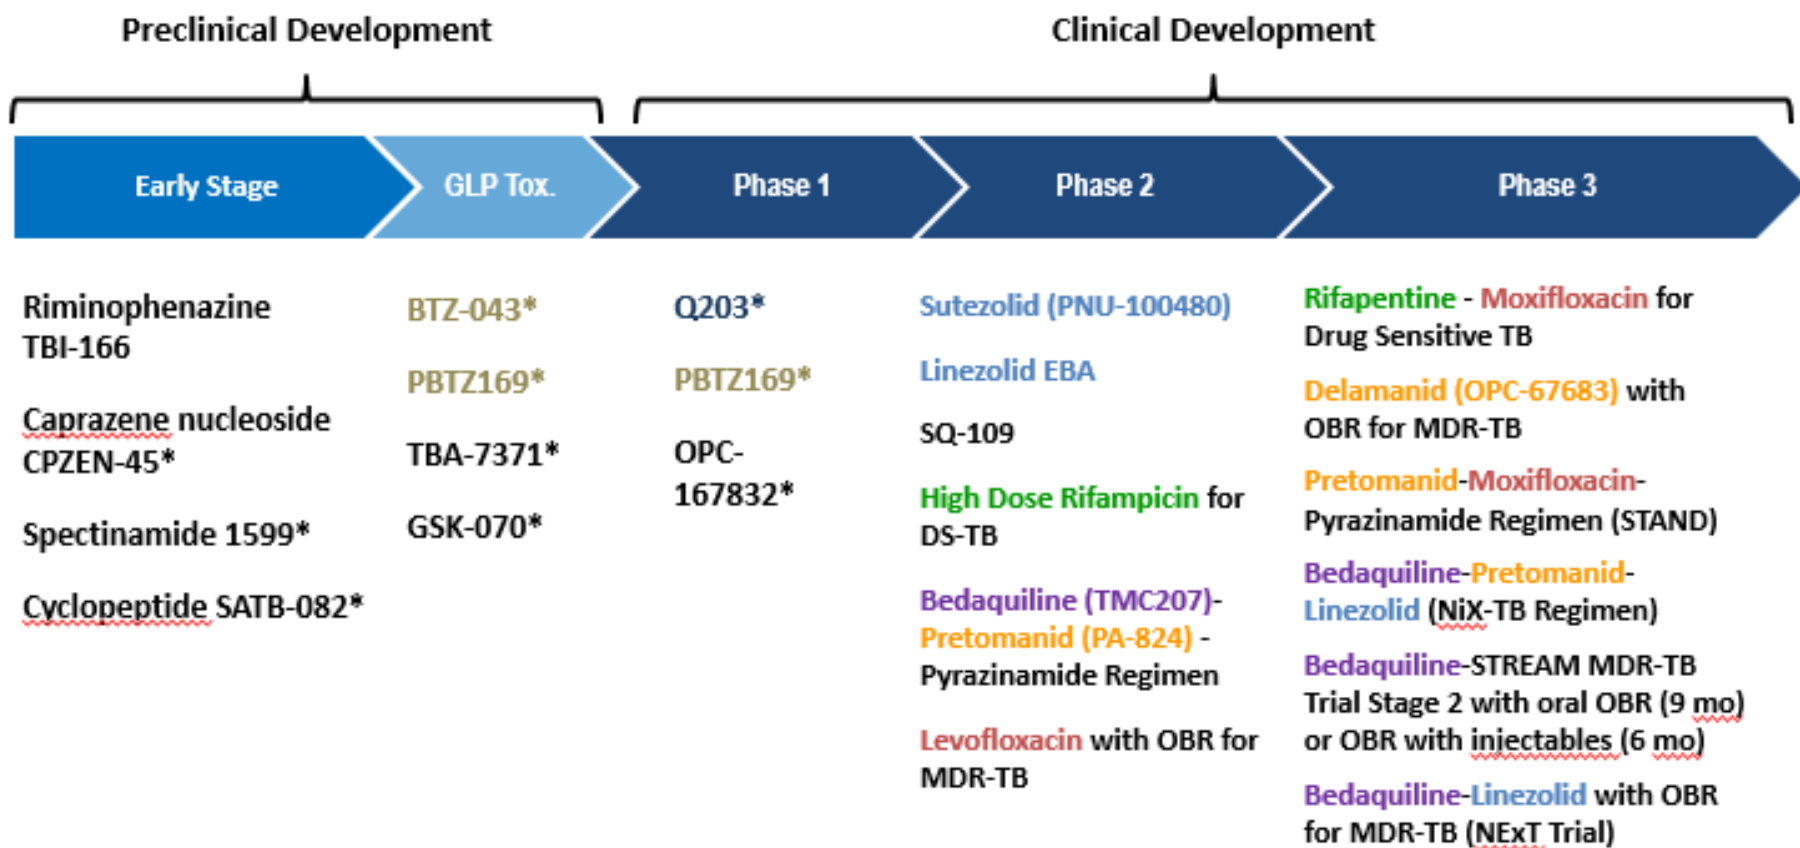 Preclinical Development
Clinical Development
Early Stage
GLP Tox.
Phase 1
Phase 2
Phase 3
Riminophenazine
TBI-166
Caprazene nucleoside
CPZEN-45*
Spectinamide 1599*
Cyclopeptide SATB-082*
BTZ-043*
PBTZ169*
TBA-7371*
GSK-070*
Q203*
PBTZ169*
OPC-
167832*
Sutezolid (PNU-100480)
Linezolid EBA
SQ-109
High Dose Rifampicin for
DS-TB
Bedaquiline (TMC207)-
Pretomanid (PA-824) -
Pyrazinamide Regimen
Levofloxacin with OBR for
MDR-TB
Rifapentine - Moxifloxacin for
Drug Sensitive TB
Delamanid (OPC-67683) with
OBR for MDR-TB
Pretomanid-Moxifloxacin-
Pyrazinamide Regimen (STAND)
Bedaquiline-Pretomanid-
Linezolid (NiX-TB Regimen)
Bedaquiline-STREAM MDR-TB
Trial Stage 2 with oral OBR (9 mo)
or OBR with injectables (6 mo)
Bedaquiline-Linezolid with OBR
for MDR-TB (NExT Trial)